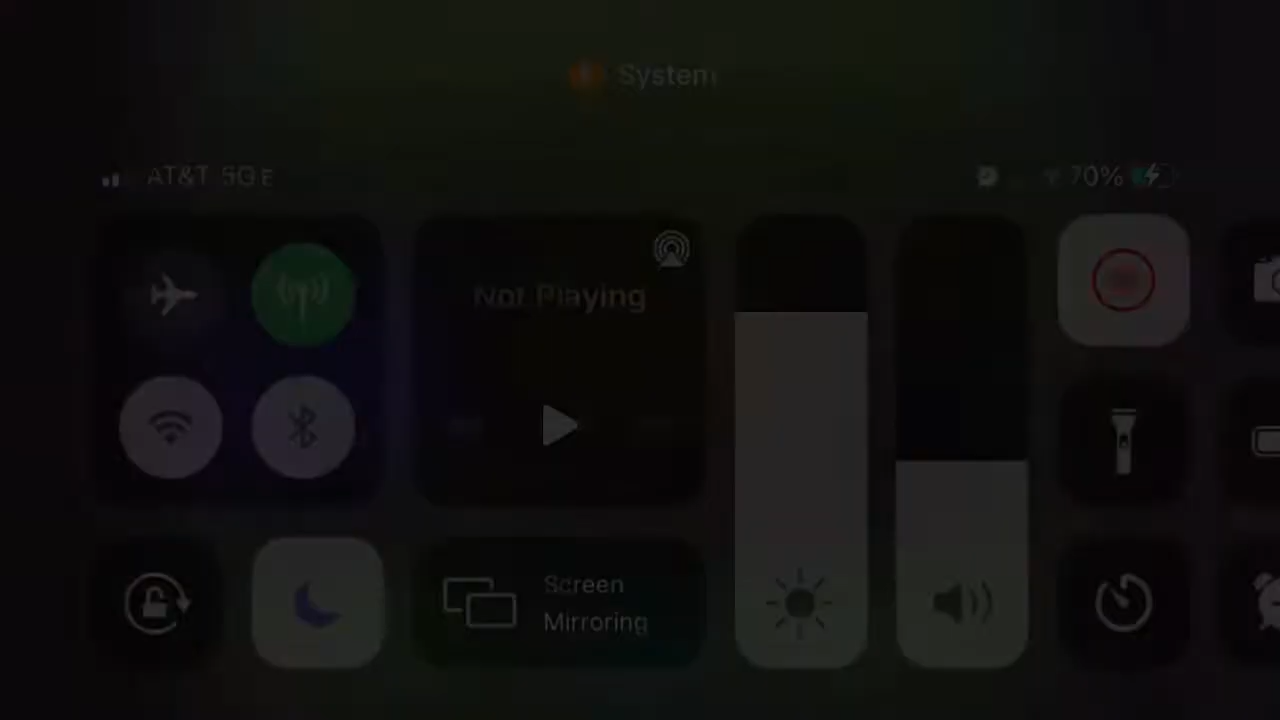 System
AT&T 5GE
70%
Not Playing
Screen
Mirroring